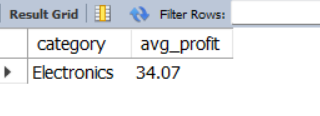 Result Grid Filter Rows:
category avg_profit
Electronics 34.07